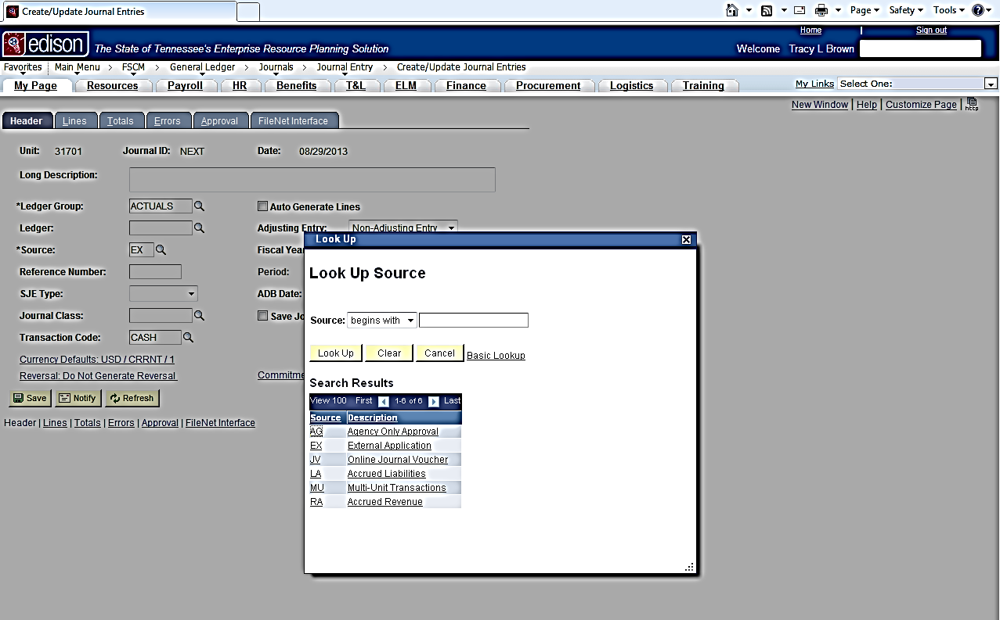 Create/Update Journal Entries
Page Safety Tools
Home | Sign out
edison The State of Tennessee's Enterprise Resource Planning Solution
Welcome Tracy L Brown
Favorites Main Menu > FSCM > General Ledger > Journals > Journal Entry > Create/Update Journal Entries
My Page Resources Payroll HR Benefits T&L ELM Finance Procurement Logistics Training My Links Select One:
New Window | Help | Customize Page | http
Header Lines Totals Errors Approval FileNet Interface
Unit: 31701 Journal ID: NEXT Date: 08/29/2013
Long Description:
*Ledger Group: ACTUALS Auto Generate Lines
Ledger: Adjusting Entry: Non-Adjusting Entry
*Source: EX Fiscal Year
Reference Number: Period:
SJE Type: ADB Date:
Journal Class: Save Jo
Transaction Code: CASH
Currency Defaults: USD / CRRNT / 1
Reversal: Do Not Generate Reversal Commitme
Save Notify Refresh
Header | Lines | Totals | Errors | Approval | FileNet Interface
Look Up
Look Up Source
Source: begins with
Look Up Clear Cancel Basic Lookup
Search Results
View 100 First 1-6 of 6 Last
Source Description
AG Agency Only Approval
EX External Application
JV Online Journal Voucher
LA Accrued Liabilities
MU Multi-Unit Transactions
RA Accrued Revenue